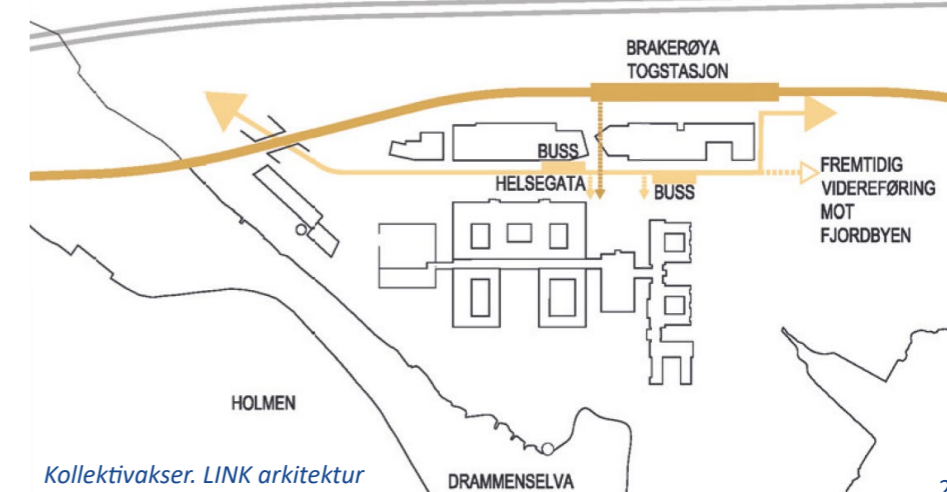 BRAKERØYA
TOGSTASJON
BUSS
HELSEGATA
BUSS
FREMTIDIG
VIDEREFØRING
MOT
FJORDBYEN
HOLMEN
DRAMMENSELVA
Kollektivakser. LINK arkitektur